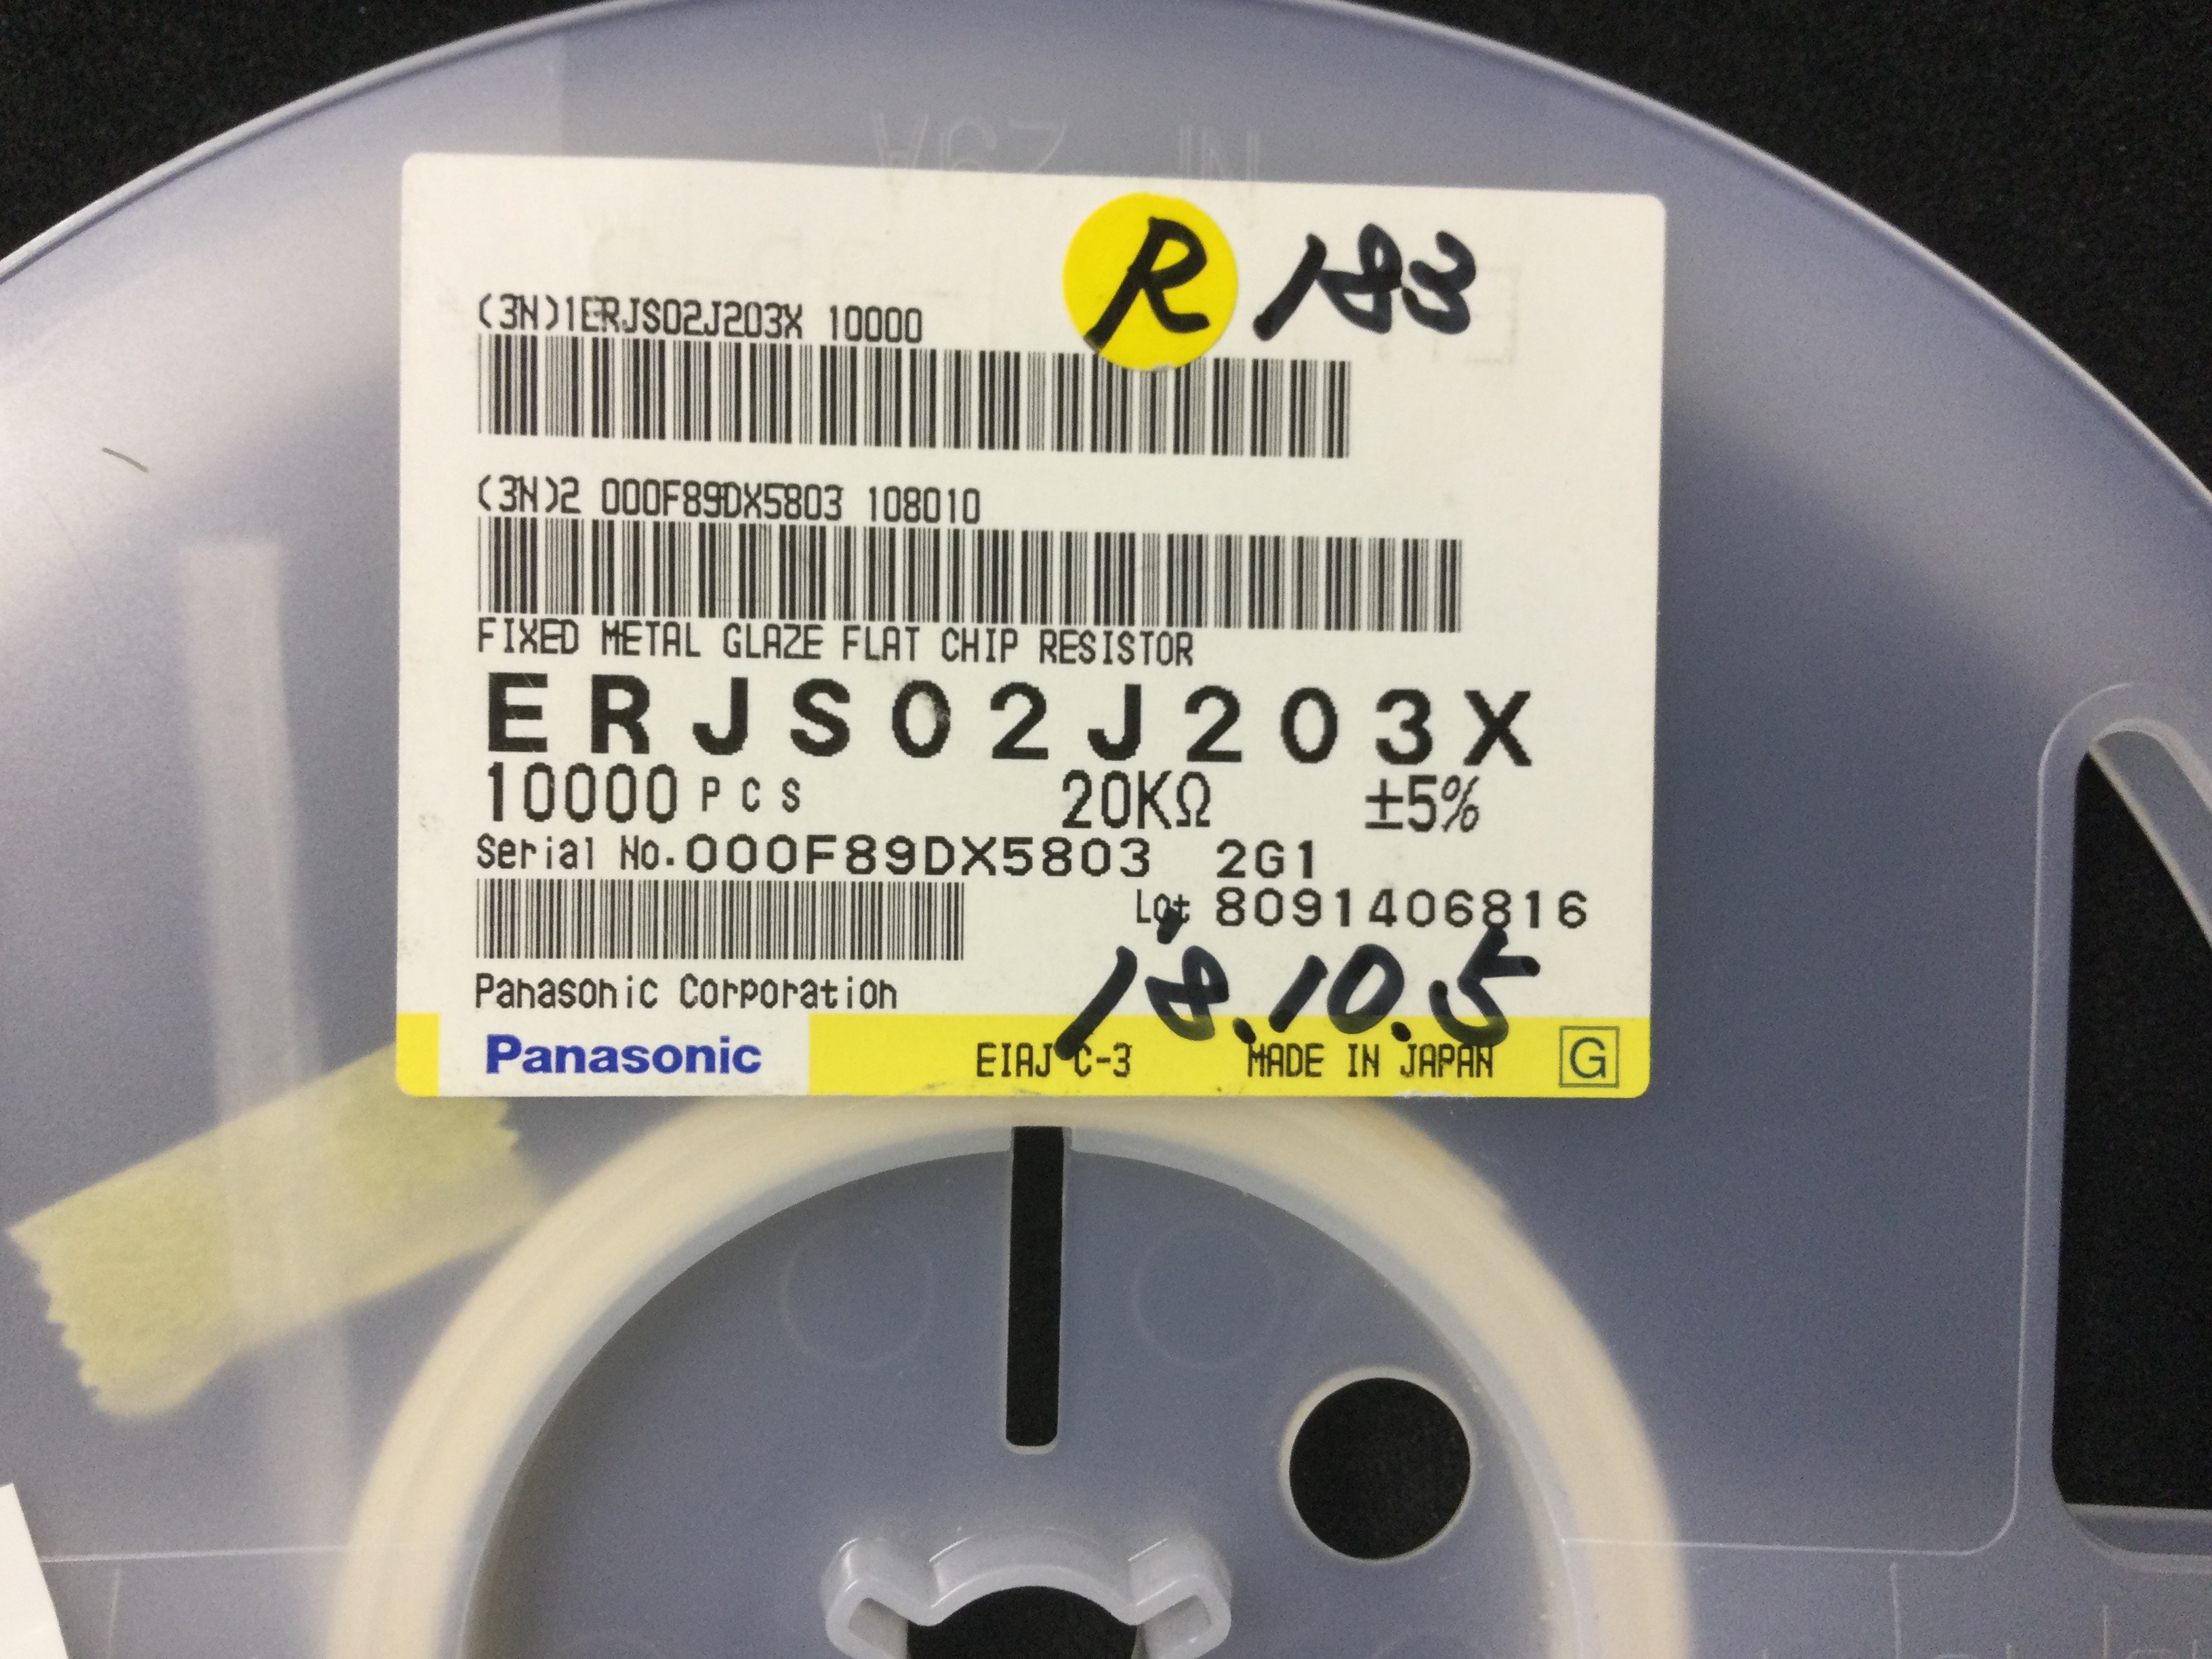 R 183
(3N)1ERJS02J203X 10000
(3N)2 000F89DX5803 108010
FIXED METAL GLAZE FLAT CHIP RESISTOR
ERJS02J203X
10000 PCS 20KΩ ±5%
Serial No.000F89DX5803 2G1
Lot 8091406816
'18.10.5
Panasonic Corporation
Panasonic EIAJ C-3 MADE IN JAPAN G